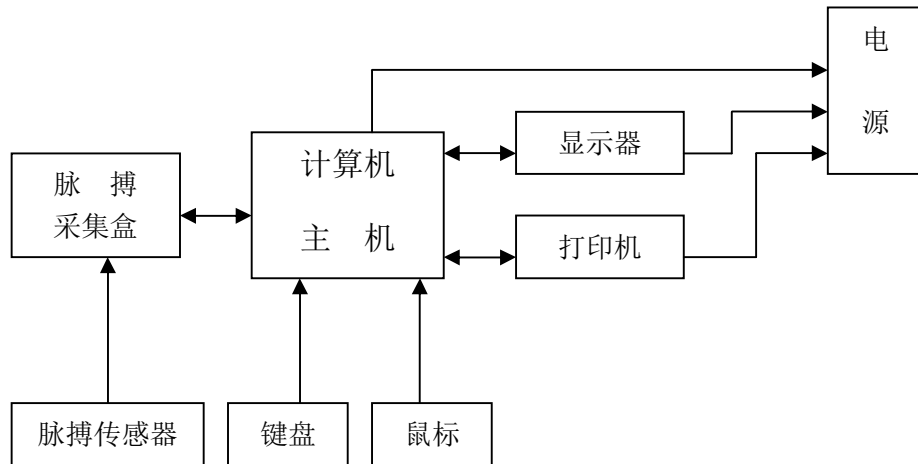 电
源
显示器
计算机
主 机
脉 搏
采集盒
打印机
脉搏传感器
键盘
鼠标